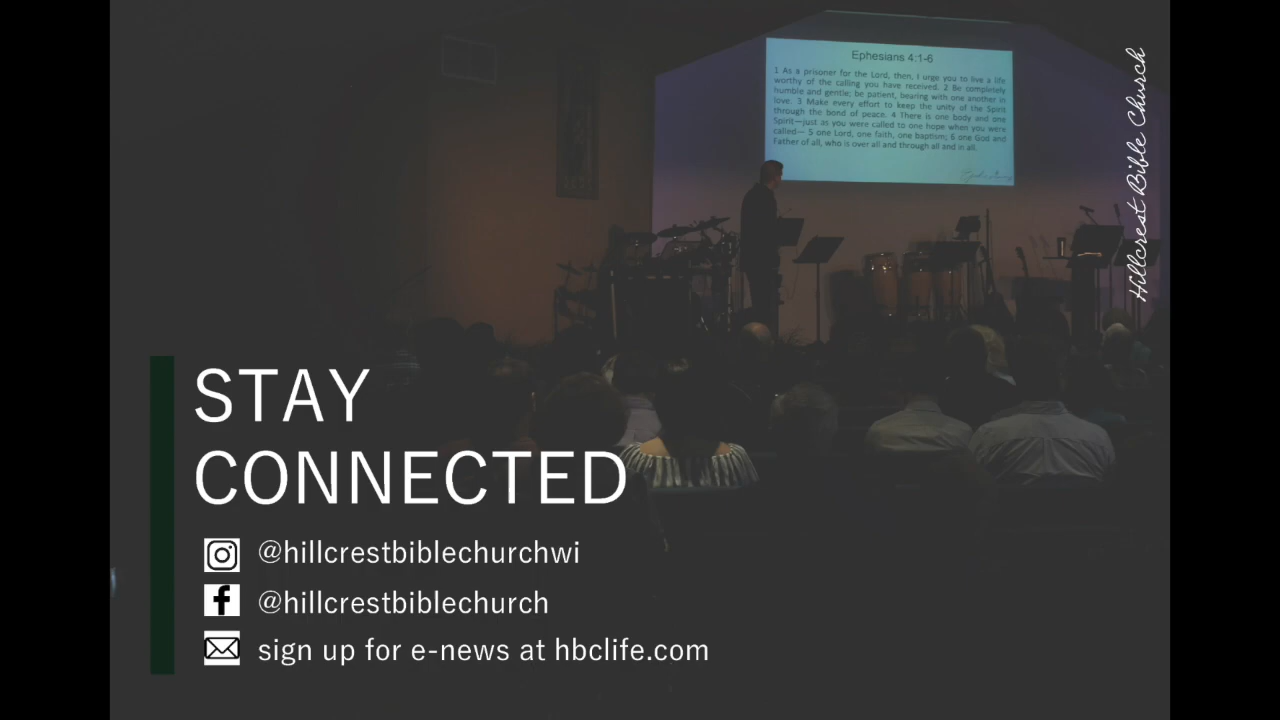 Ephesians 4:1-6
1 As a prisoner for the Lord, then, I urge you to live a life
worthy of the calling you have received. 2 Be completely
humble and gentle; be patient, bearing with one another in
love. 3 Make every effort to keep the unity of the Spirit
through the bond of peace. 4 There is one body and one
Spirit—just as you were called to one hope when you were
called— 5 one Lord, one faith, one baptism; 6 one God and
Father of all, who is over all and through all and in all.
Hillcrest Bible Church
STAY
CONNECTED
@hillcrestbiblechurchwi
@hillcrestbiblechurch
sign up for e-news at hbclife.com